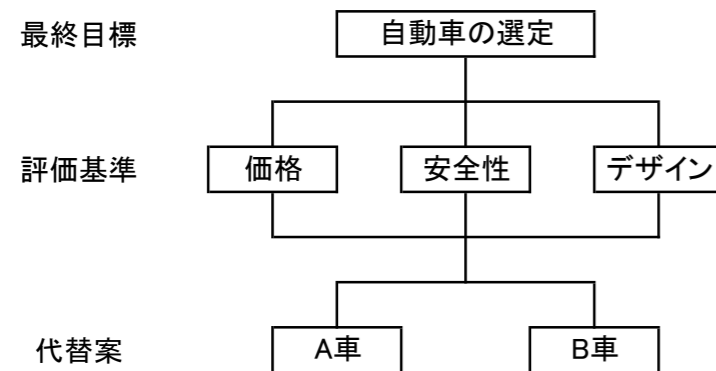 最終目標
自動車の選定
評価基準
価格
安全性
デザイン
代替案
A車
B車